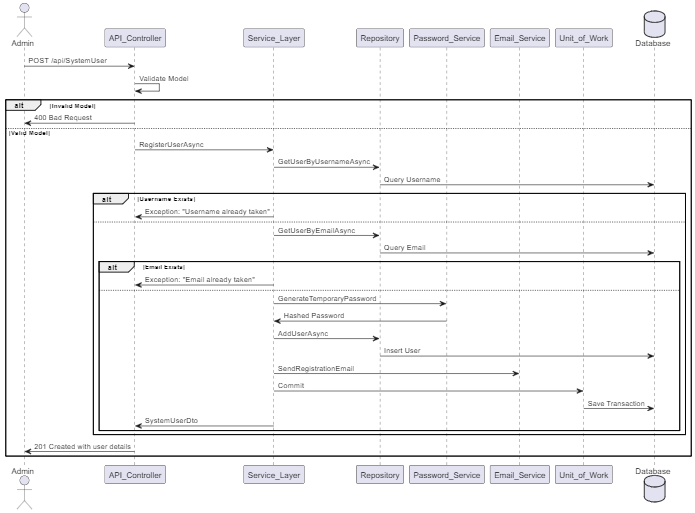 Admin API_Controller Service_Layer Repository Password_Service Email_Service Unit_of_Work Database
POST /api/SystemUser
Validate Model
alt [Invalid Model]
400 Bad Request
[Valid Model]
RegisterUserAsync
GetUserByUsernameAsync
Query Username
alt [Username Exists]
Exception: "Username already taken"
GetUserByEmailAsync
Query Email
alt [Email Exists]
Exception: "Email already taken"
GenerateTemporaryPassword
Hashed Password
AddUserAsync
Insert User
SendRegistrationEmail
Commit
Save Transaction
SystemUserDto
201 Created with user details
Admin API_Controller Service_Layer Repository Password_Service Email_Service Unit_of_Work Database